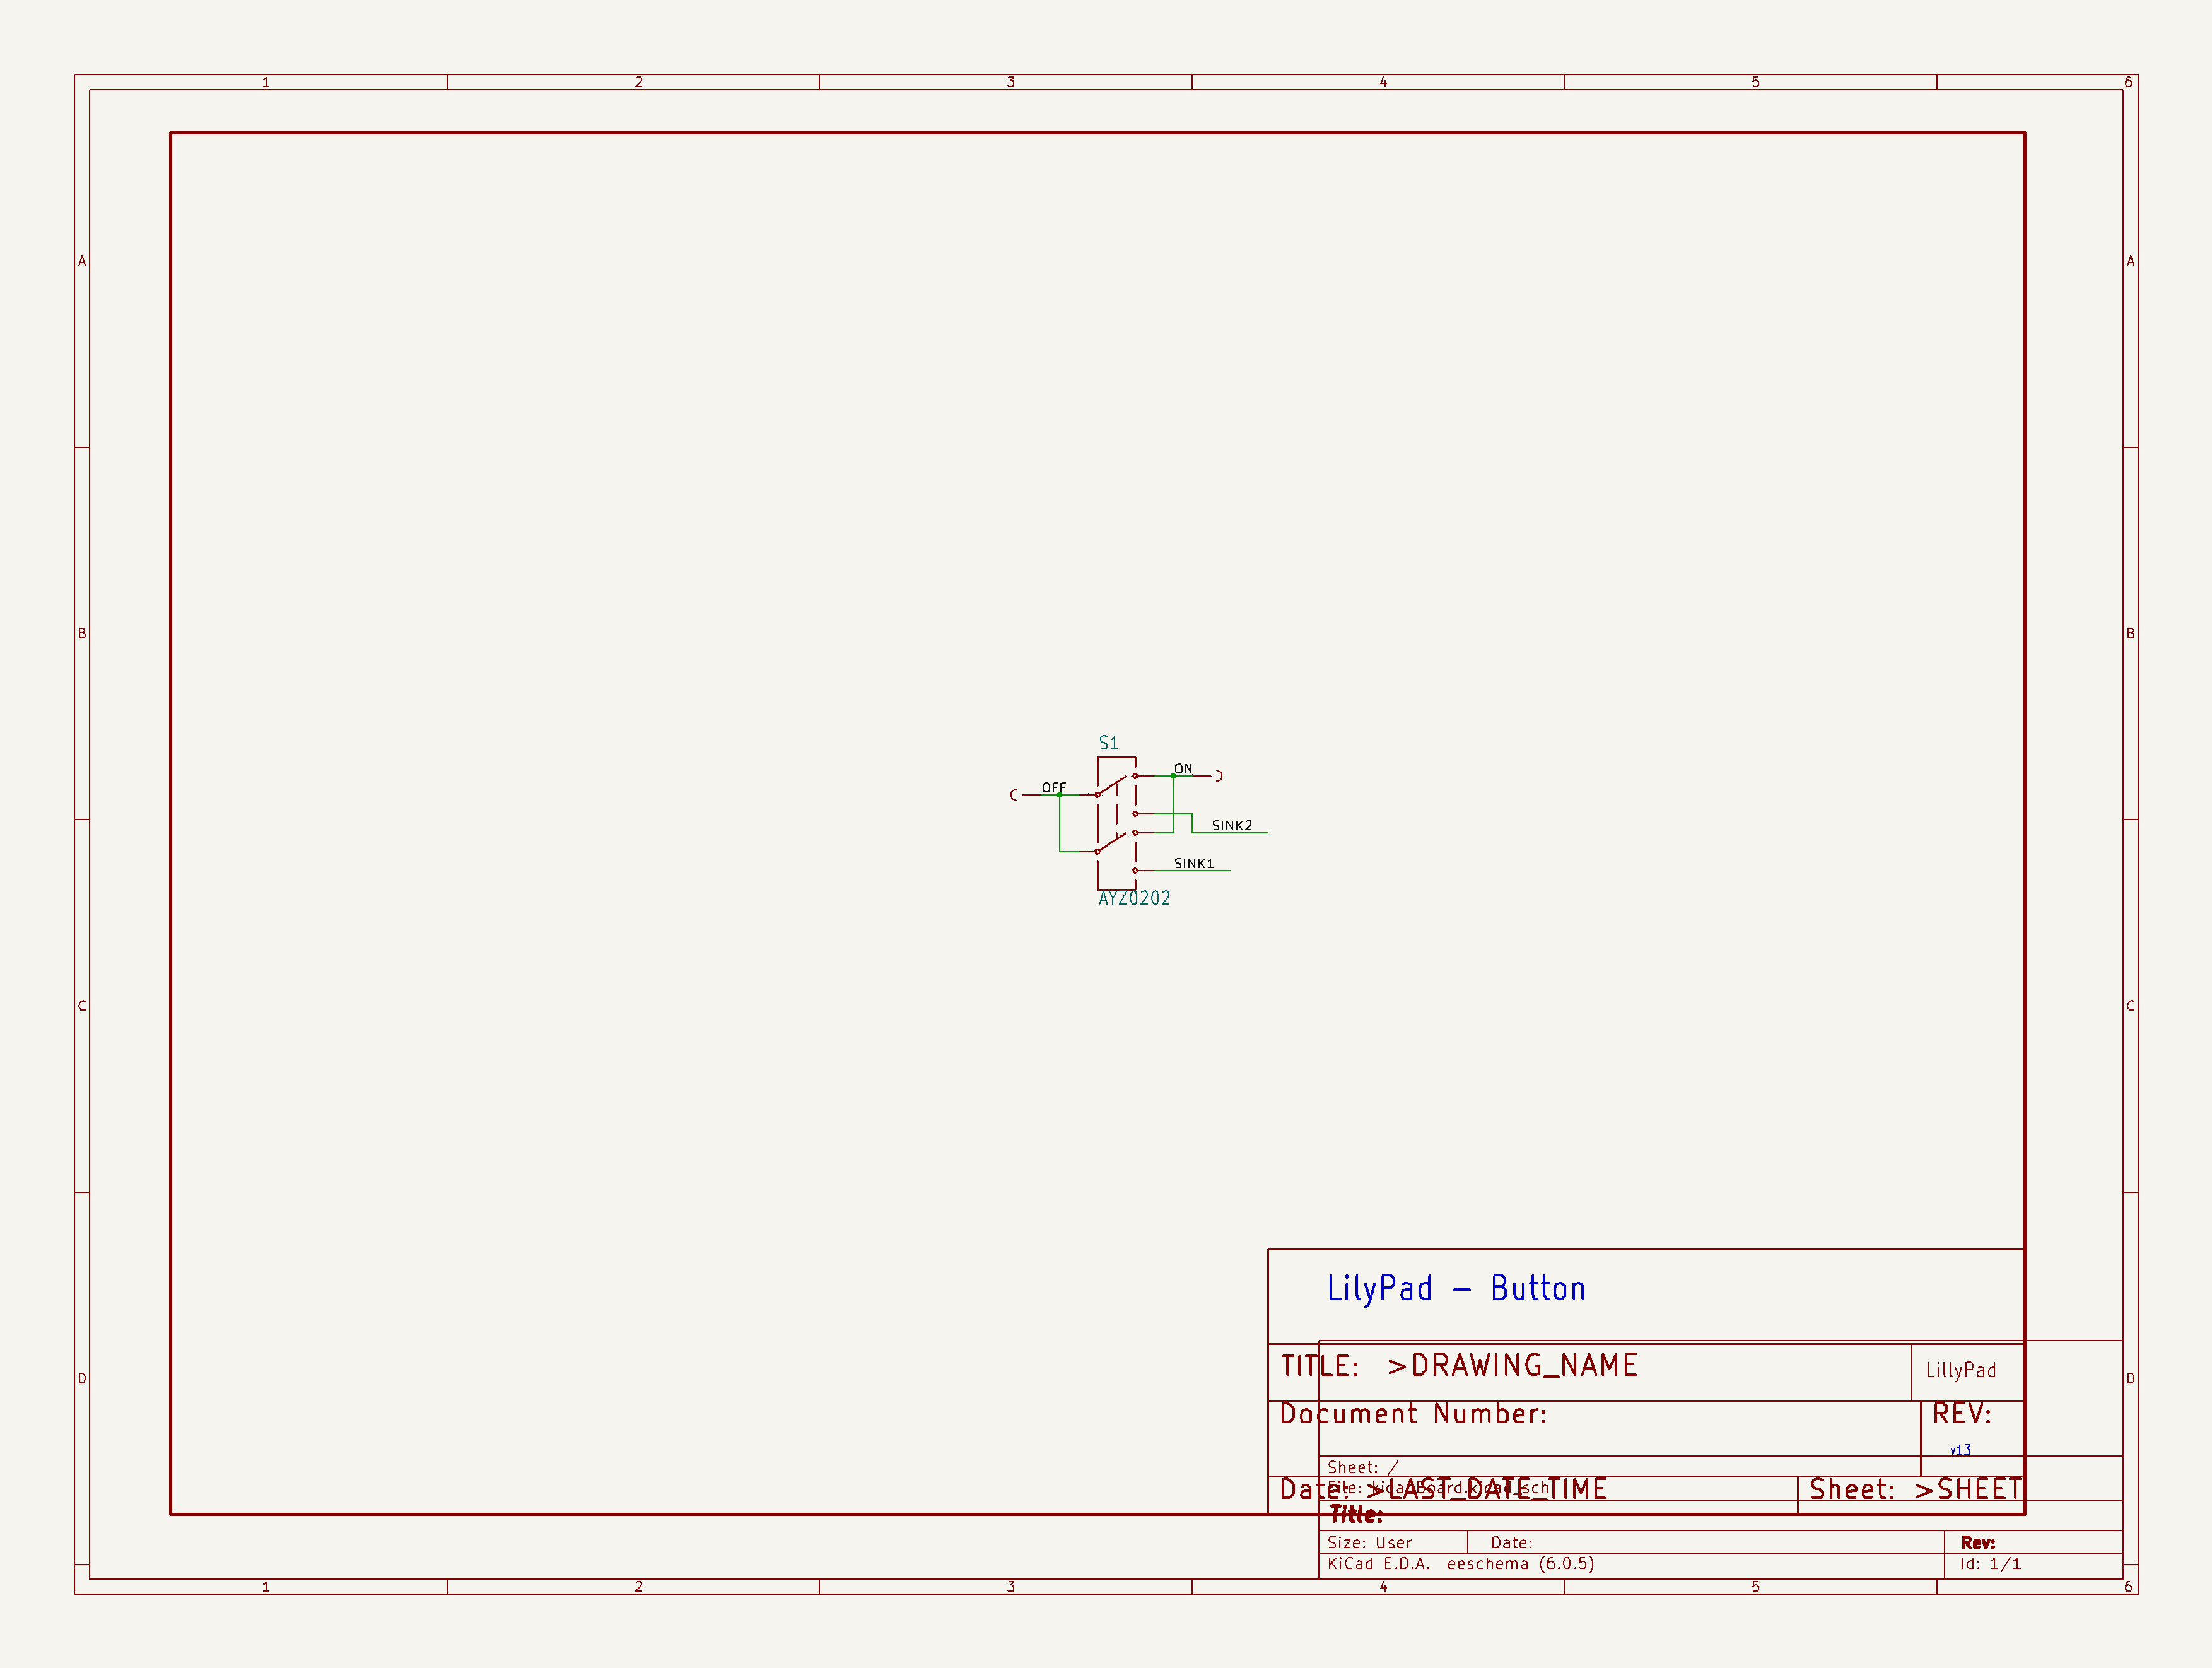 1 2 3 4 5 6
A A
B B
S1
ON
OFF
SINK2
SINK1
AYZ0202
C C
LilyPad - Button
TITLE: >DRAWING_NAME
LillyPad
D D
Document Number:
REV:
v13
Sheet: /
File: kicadBoard.kicad_sch
Date: >LAST_DATE_TIME
Sheet: >SHEET
Title:
Size: User Date: Rev:
KiCad E.D.A. eeschema (6.0.5) Id: 1/1
1 2 3 4 5 6